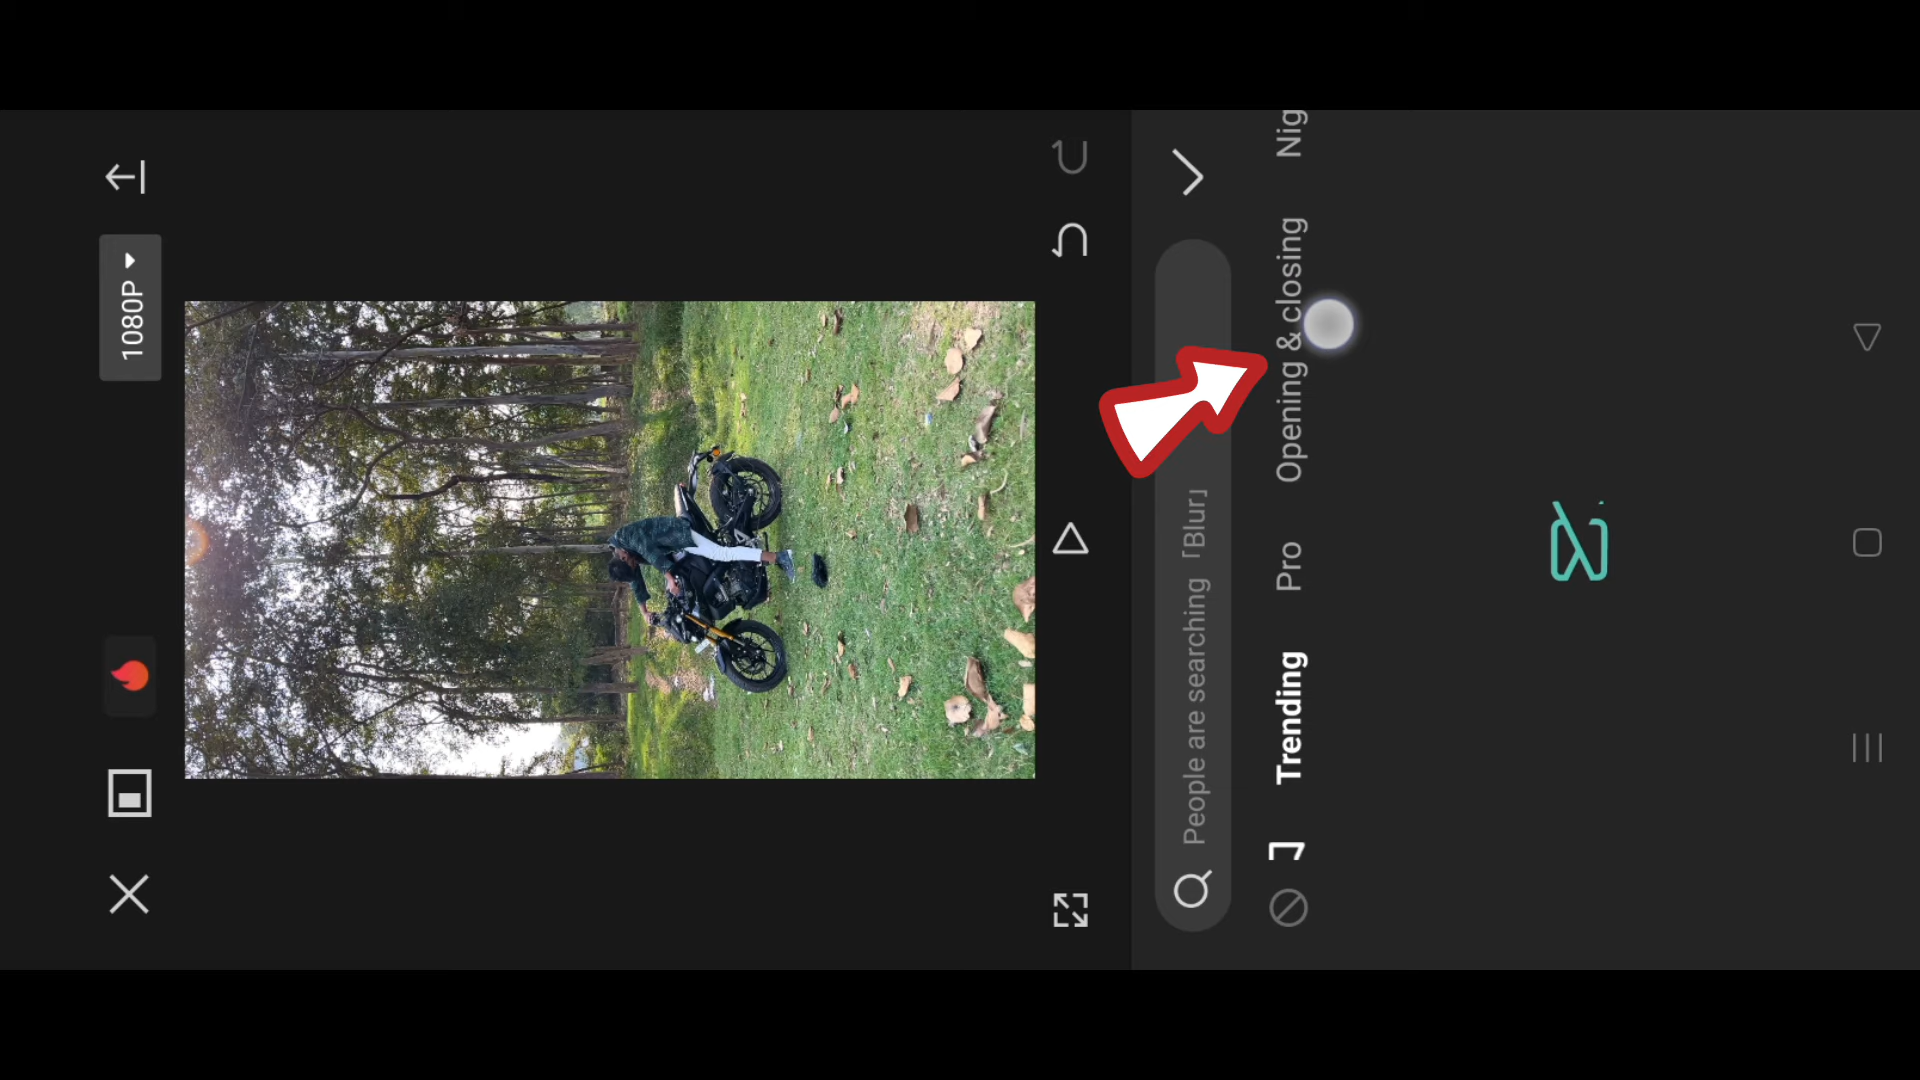 1080P
People are searching「Blur」
Trending Pro Opening & closing Nig